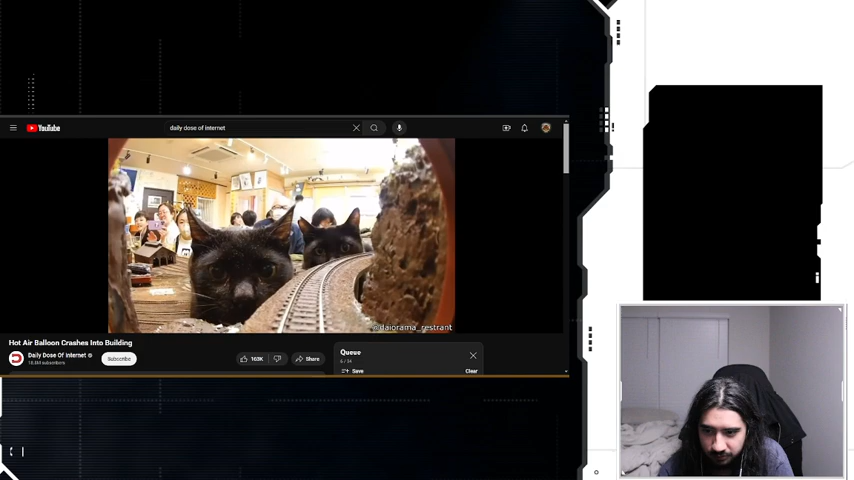 YouTube
daily dose of internet
@daiorama_restrant
Hot Air Balloon Crashes Into Building
Daily Dose Of Internet
Subscribe
163K
Share
Queue
Save
Clear